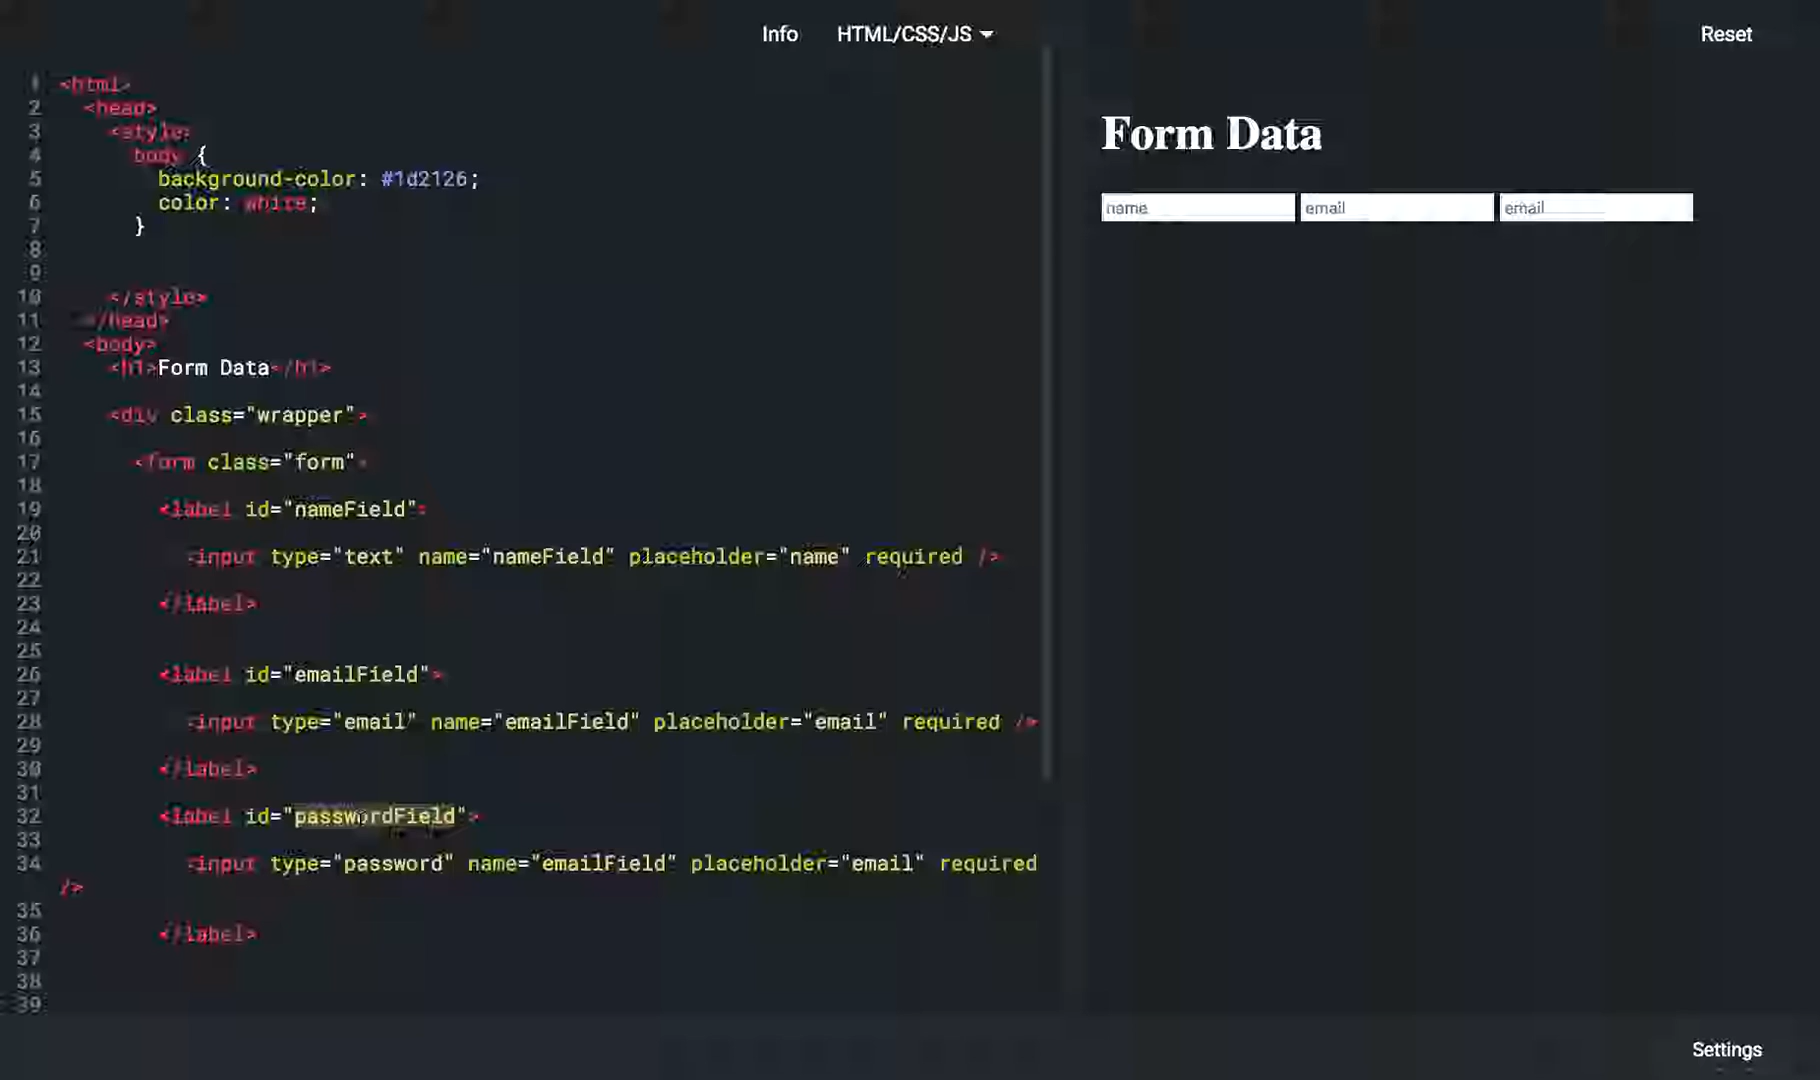 Info HTML/CSS/JS Reset
1 <html>
2 <head>
3 <style>
4 body {
5 background-color: #1d2126;
6 color: white;
7 }
8
9
10 </style>
11 </head>
12 <body>
13 <h1>Form Data</h1>
14
15 <div class="wrapper">
16
17 <form class="form">
18
19 <label id="nameField">
20
21 <input type="text" name="nameField" placeholder="name" required />
22
23 </label>
24
25
26 <label id="emailField">
27
28 <input type="email" name="emailField" placeholder="email" required />
29
30 </label>
31
32 <label id="passwordField">
33
34 <input type="password" name="emailField" placeholder="email" required
/>
35
36 </label>
37
38
39
Form Data
name email email
Settings